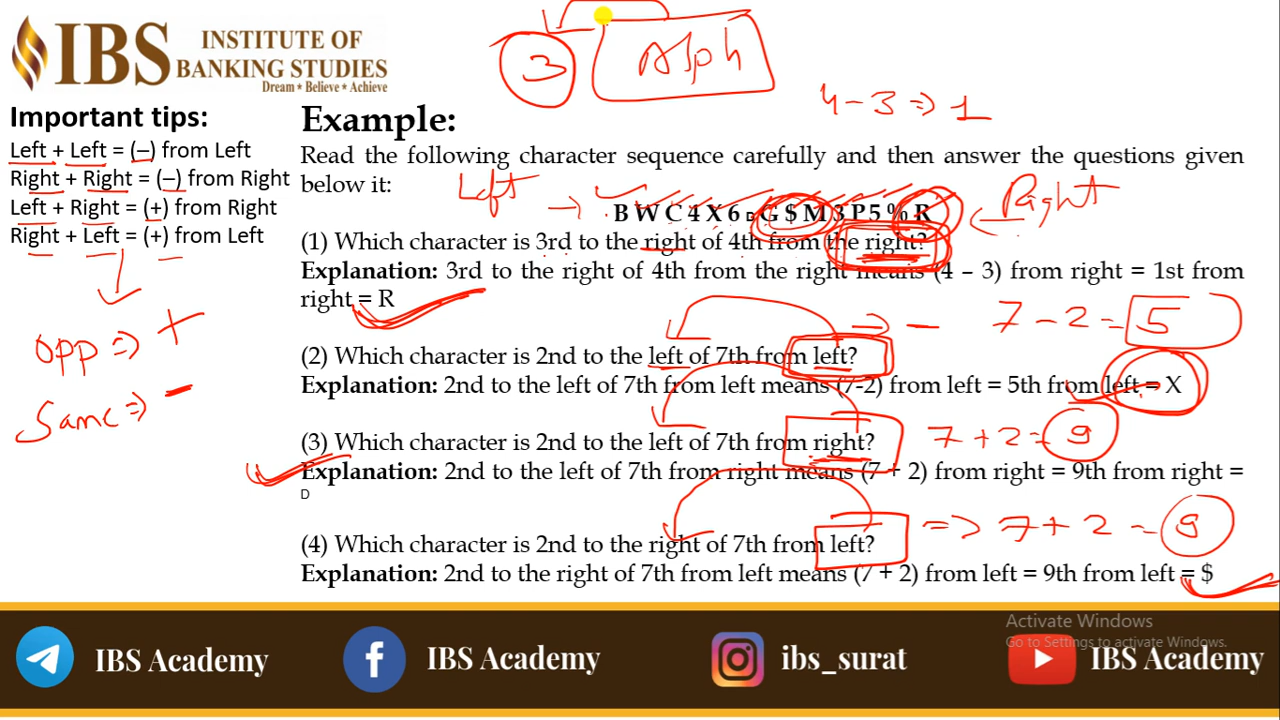 IBS INSTITUTE OF
BANKING STUDIES
Dream ★ Believe ★ Achieve
3 Alph
4 - 3 ⇒ 1
Important tips:
Left + Left = (–) from Left
Right + Right = (–) from Right
Left + Right = (+) from Right
Right + Left = (+) from Left
opp ⇒ +
Same ⇒ -
Example:
Read the following character sequence carefully and then answer the questions given
below it:
Left → B W C 4 X 6 D G $ M 3 P 5 % R ← Right
(1) Which character is 3rd to the right of 4th from the right?
Explanation: 3rd to the right of 4th from the right means (4 – 3) from right = 1st from
right = R
⇒ - 7 - 2 = 5
(2) Which character is 2nd to the left of 7th from left?
Explanation: 2nd to the left of 7th from left means (7-2) from left = 5th from left = X
(3) Which character is 2nd to the left of 7th from right? 7 + 2 = 9
Explanation: 2nd to the left of 7th from right means (7 + 2) from right = 9th from right =
D
⇒ 7 + 2 = 9
(4) Which character is 2nd to the right of 7th from left?
Explanation: 2nd to the right of 7th from left means (7 + 2) from left = 9th from left = $
Activate Windows
Go to Settings to activate Windows.
IBS Academy
IBS Academy
ibs_surat
IBS Academy